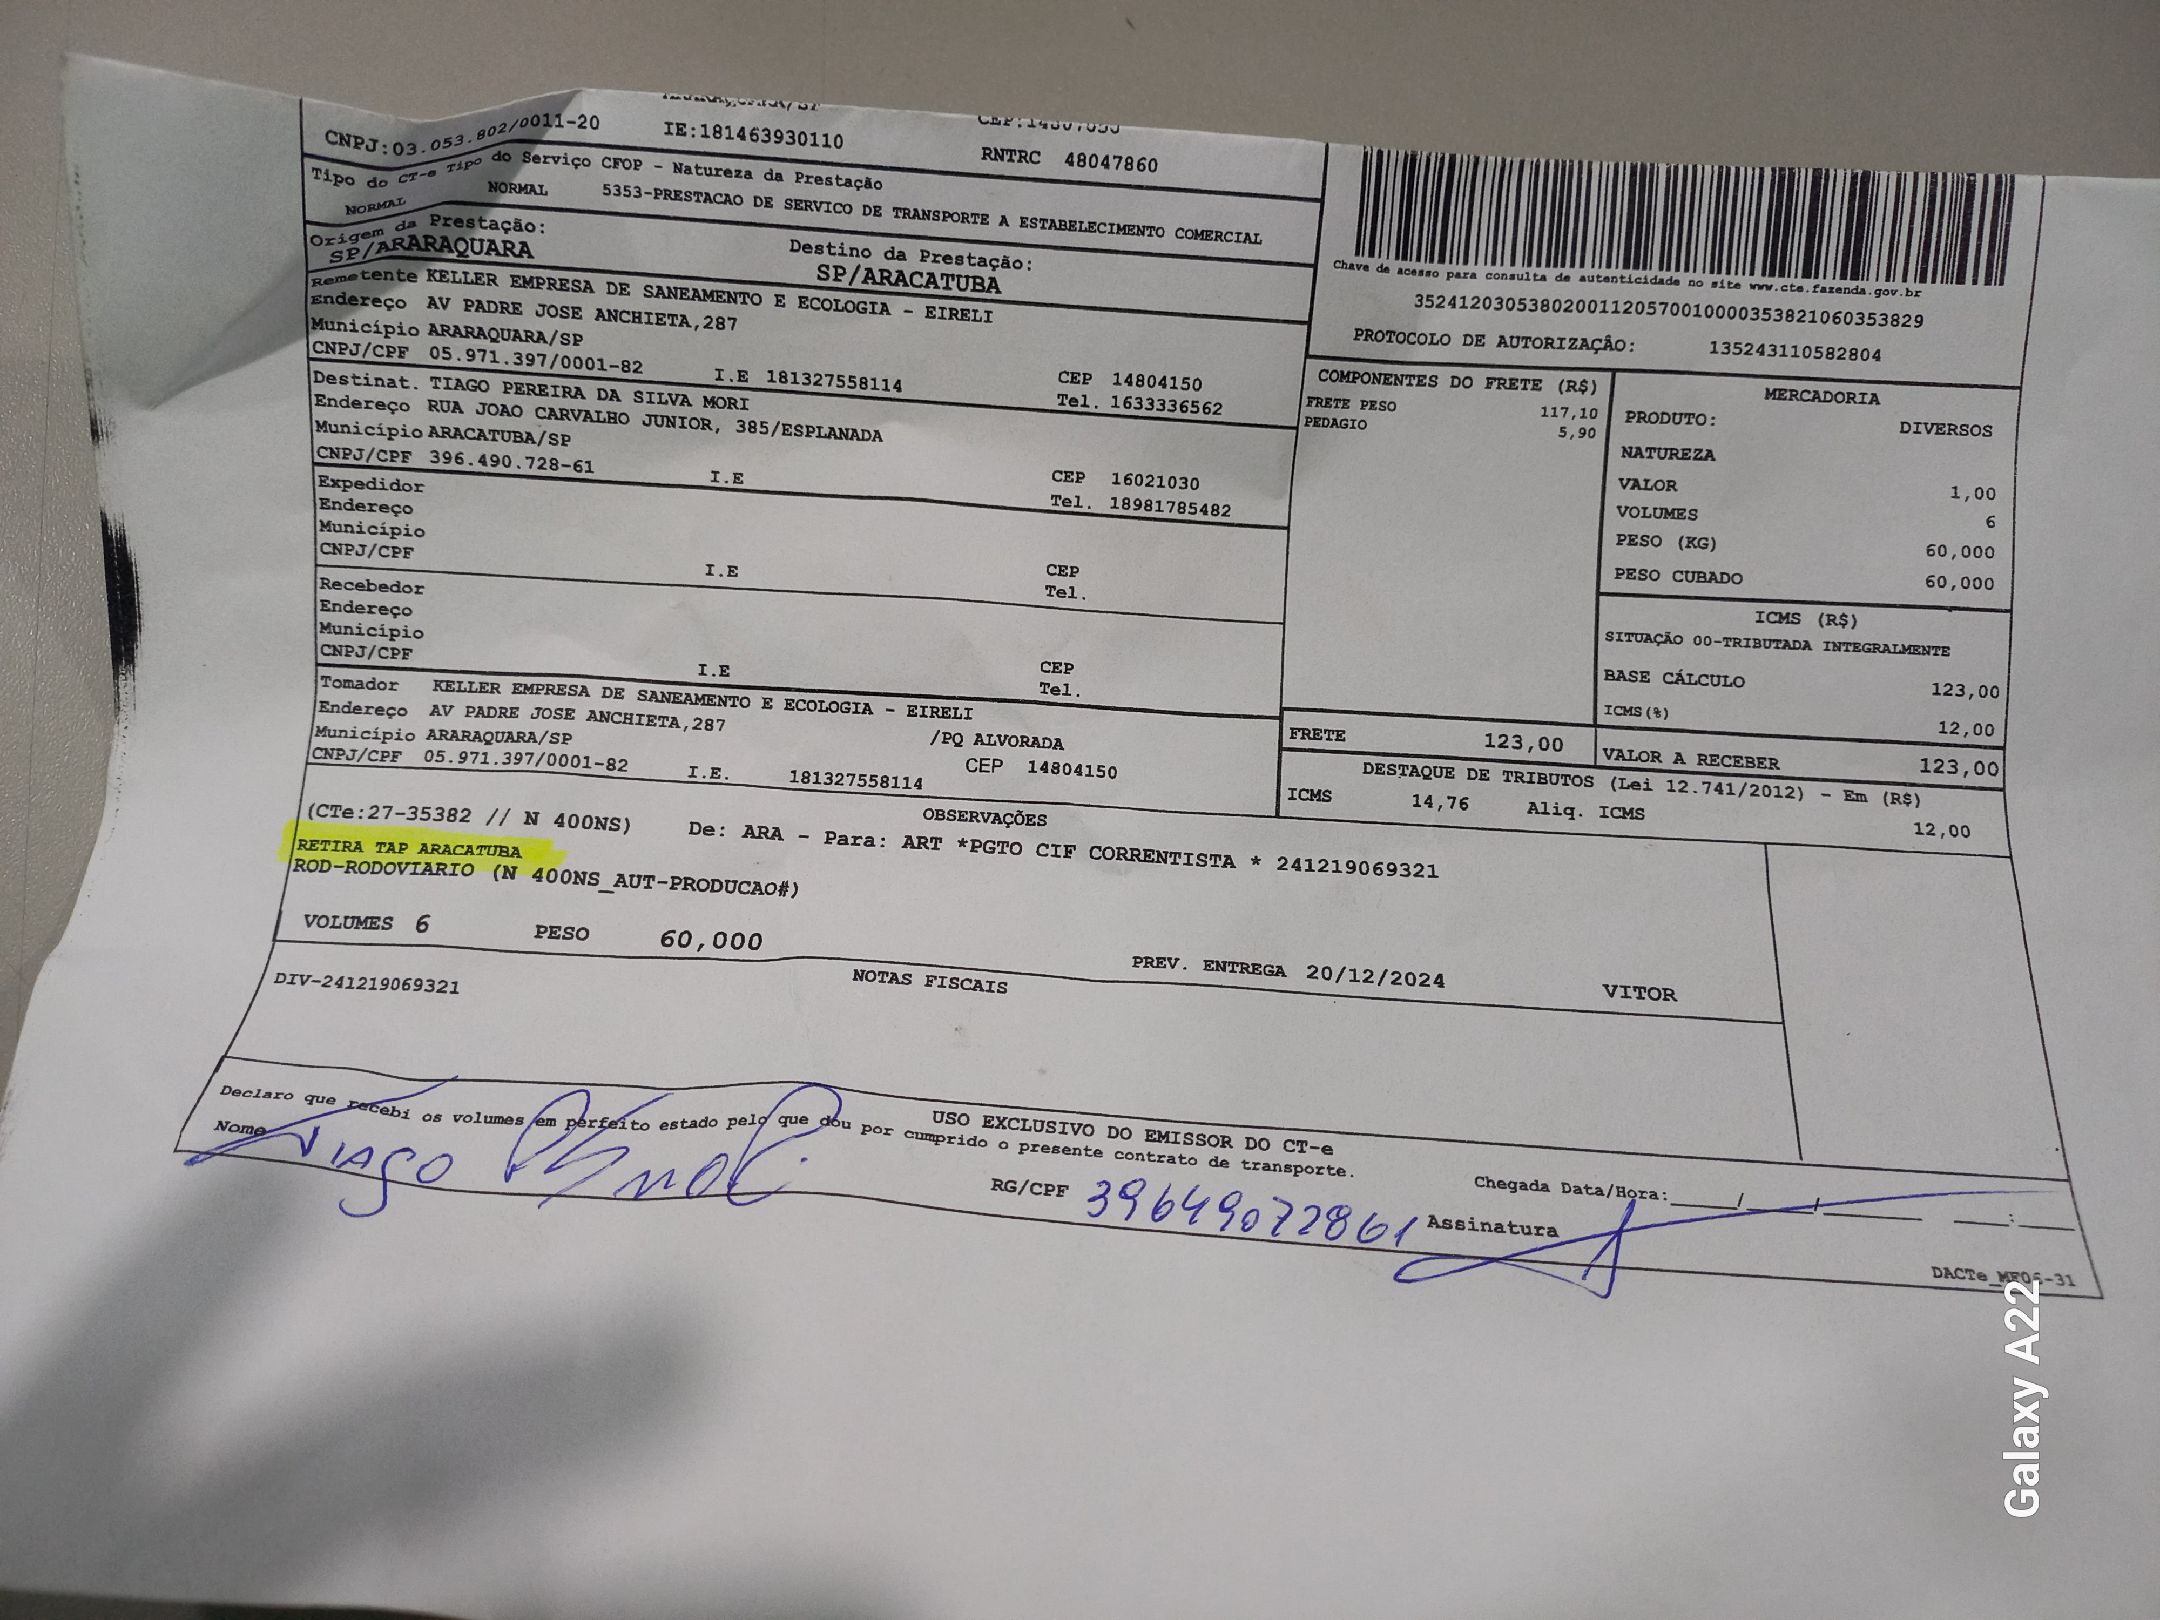 CNPJ:03.053.802/0011-20 IE:181463930110 RNTRC 48047860
Tipo do CT-e Tipo do Serviço CFOP - Natureza da Prestação
NORMAL NORMAL 5353-PRESTACAO DE SERVICO DE TRANSPORTE A ESTABELECIMENTO COMERCIAL
Origem da Prestação: Destino da Prestação:
SP/ARARAQUARA SP/ARACATUBA
Remetente KELLER EMPRESA DE SANEAMENTO E ECOLOGIA - EIRELI
Endereço AV PADRE JOSE ANCHIETA,287
Município ARARAQUARA/SP CEP 14804150
CNPJ/CPF 05.971.397/0001-82 I.E 181327558114 Tel. 1633336562
Destinat. TIAGO PEREIRA DA SILVA MORI
Endereço RUA JOAO CARVALHO JUNIOR, 385/ESPLANADA
Município ARACATUBA/SP CEP 16021030
CNPJ/CPF 396.490.728-61 I.E Tel. 18981785482
Expedidor
Endereço
Município CEP
CNPJ/CPF I.E Tel.
Recebedor
Endereço
Município CEP
CNPJ/CPF I.E Tel.
Tomador KELLER EMPRESA DE SANEAMENTO E ECOLOGIA - EIRELI
Endereço AV PADRE JOSE ANCHIETA,287 /PQ ALVORADA
Município ARARAQUARA/SP CEP 14804150
CNPJ/CPF 05.971.397/0001-82 I.E. 181327558114
Chave de acesso para consulta de autenticidade no site www.cte.fazenda.gov.br
35241203053802001120570010000353821060353829
PROTOCOLO DE AUTORIZAÇÂO: 135243110582804
COMPONENTES DO FRETE (R$)
FRETE PESO 117,10
PEDAGIO 5,90
MERCADORIA
PRODUTO: DIVERSOS
NATUREZA
VALOR 1,00
VOLUMES 6
PESO (KG) 60,000
PESO CUBADO 60,000
ICMS (R$)
SITUAÇÃO 00-TRIBUTADA INTEGRALMENTE
BASE CÁLCULO 123,00
ICMS(%) 12,00
FRETE 123,00 VALOR A RECEBER 123,00
DESTAQUE DE TRIBUTOS (Lei 12.741/2012) - Em (R$)
ICMS 14,76 Aliq. ICMS 12,00
OBSERVAÇÕES
(CTe:27-35382 // N 400NS) De: ARA - Para: ART *PGTO CIF CORRENTISTA * 241219069321
RETIRA TAP ARACATUBA
ROD-RODOVIARIO (N 400NS_AUT-PRODUCAO#)
VOLUMES 6 PESO 60,000 PREV. ENTREGA 20/12/2024 VITOR
NOTAS FISCAIS
DIV-241219069321
USO EXCLUSIVO DO EMISSOR DO CT-e
Declaro que recebi os volumes em perfeito estado pelo que dou por cumprido o presente contrato de transporte.
Nome TIAGO RG/CPF 39649072861 Assinatura Chegada Data/Hora:____/____/______ ___:___
Galaxy A22